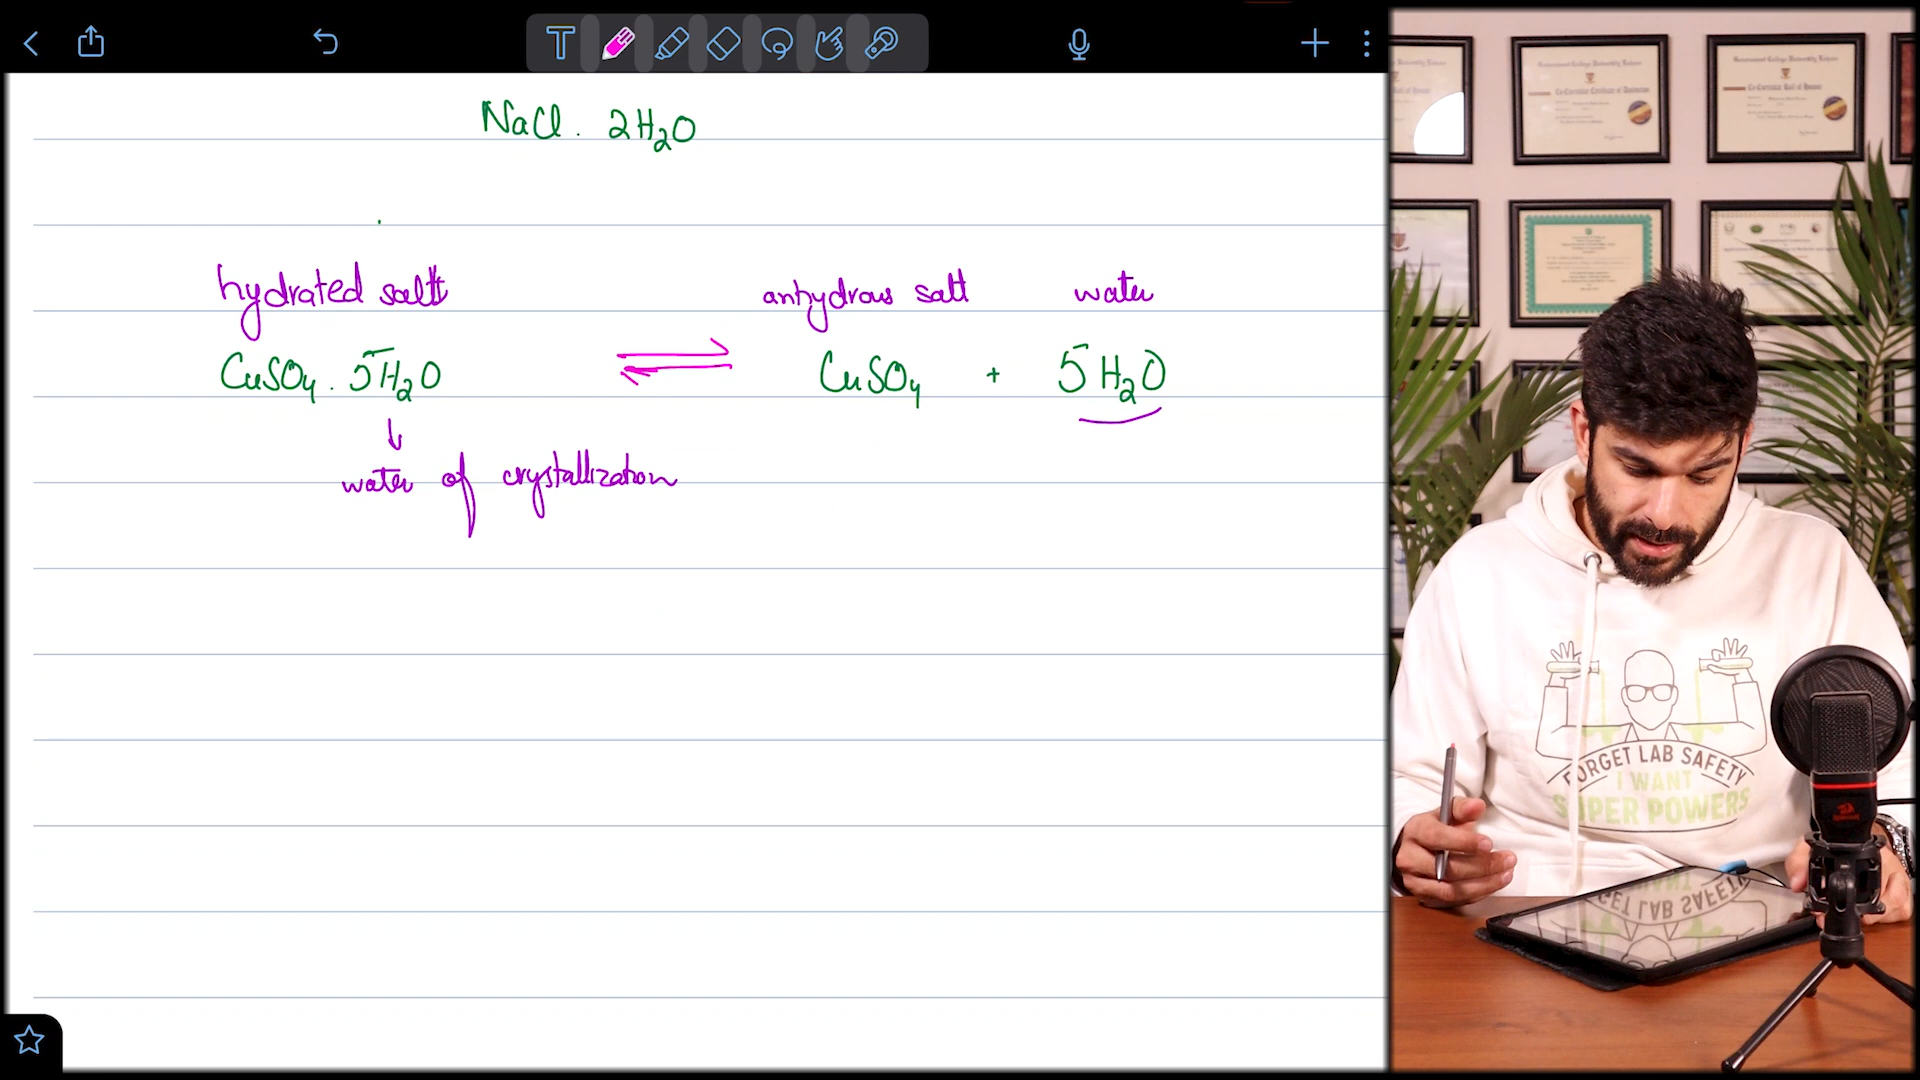 NaCl. 2H₂O
hydrated salt anhydrous salt water
CuSO₄. 5H₂O ⇌ CuSO₄ + 5H₂O
↓
water of crystallization
FORGET LAB SAFETY
I WANT
SUPER POWERS